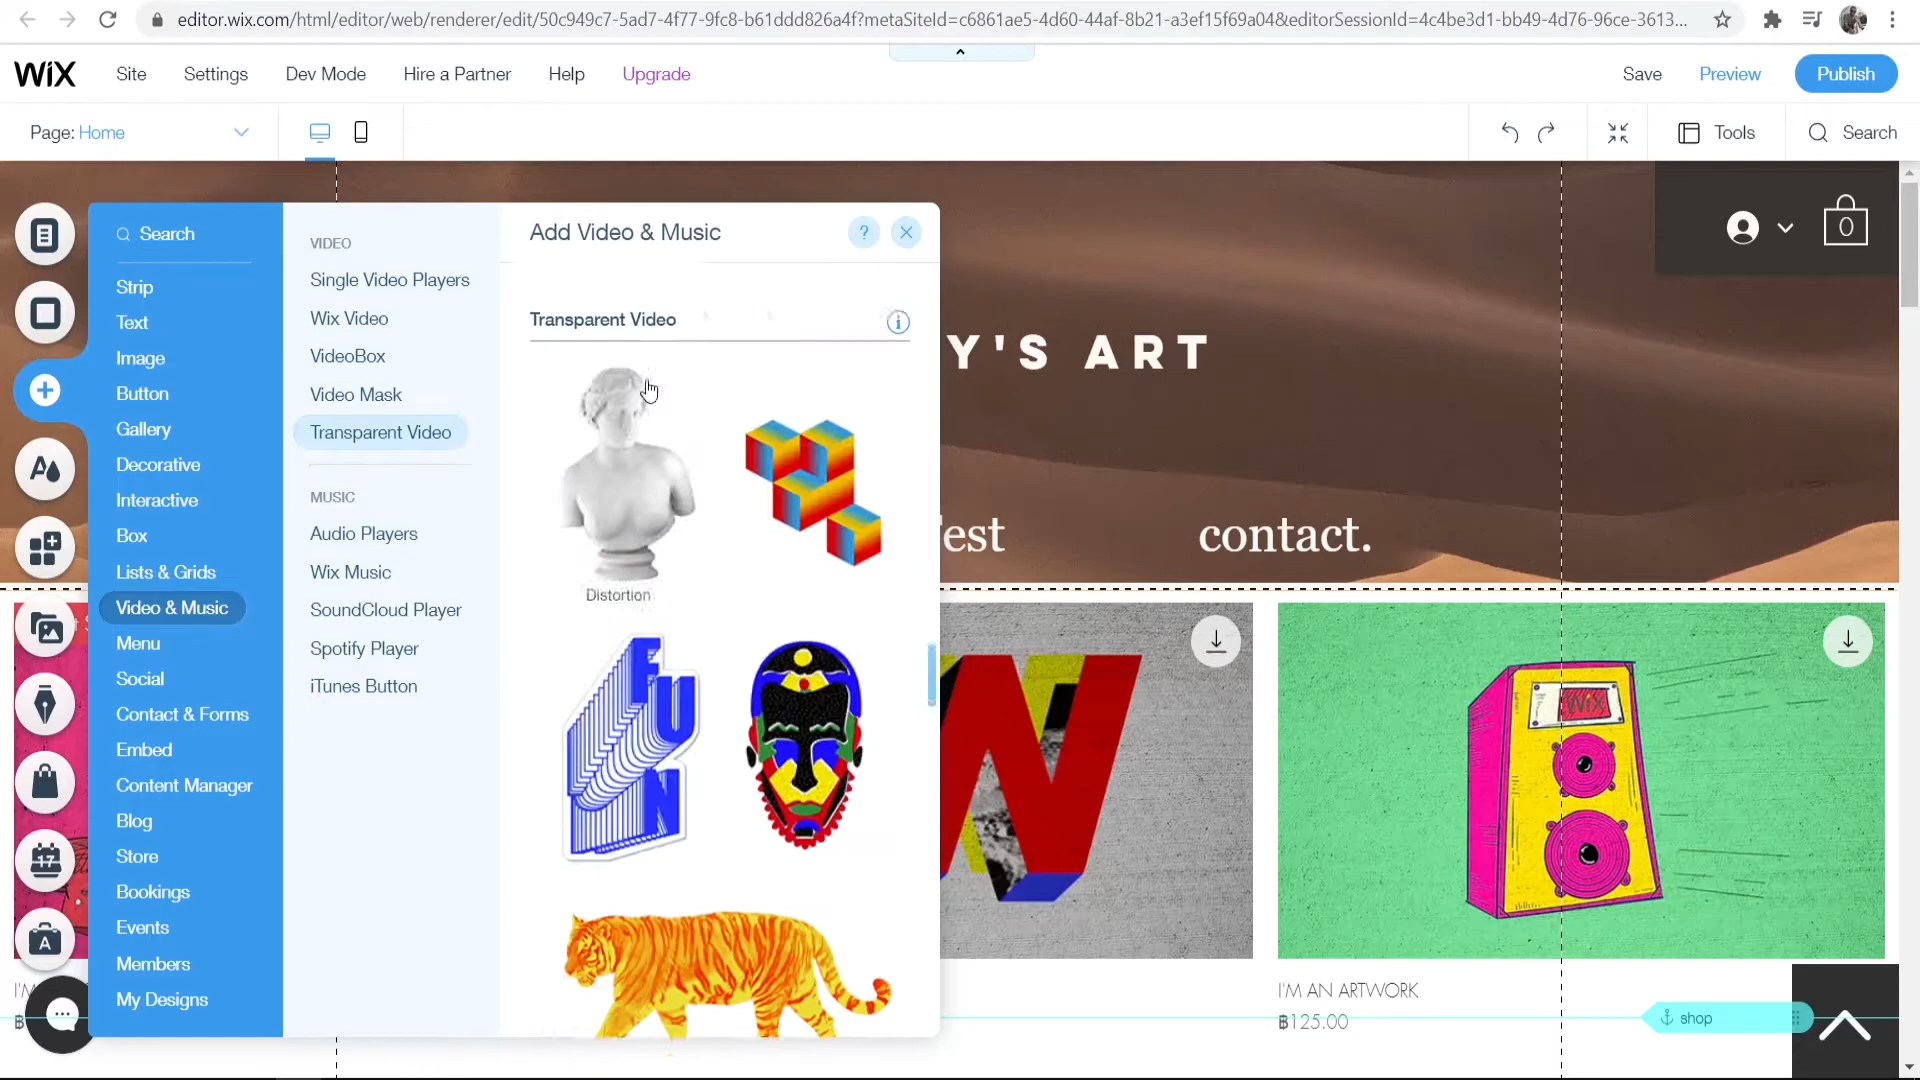 editor.wix.com/html/editor/web/renderer/edit/50c949c7-5ad7-4f77-9fc8-b61ddd826a4f?metaSiteId=c6861ae5-4d60-44af-8b21-a3ef15f69a04&editorSessionId=4c4be3d1-bb49-4d76-96ce-3613...
WiX Site Settings Dev Mode Hire a Partner Help Upgrade Save Preview Publish
Page: Home Tools Search
Search
Strip
Text
Image
Button
Gallery
Decorative
Interactive
Box
Lists & Grids
Video & Music
Menu
Social
Contact & Forms
Embed
Content Manager
Blog
Store
Bookings
Events
Members
My Designs
VIDEO
Single Video Players
Wix Video
VideoBox
Video Mask
Transparent Video
MUSIC
Audio Players
Wix Music
SoundCloud Player
Spotify Player
iTunes Button
Add Video & Music ?
Transparent Video i
Distortion
FUN
0
Y'S ART
est contact.
17
A
W
WiX
I'M AN ARTWORK
฿125.00
shop
I'M
฿